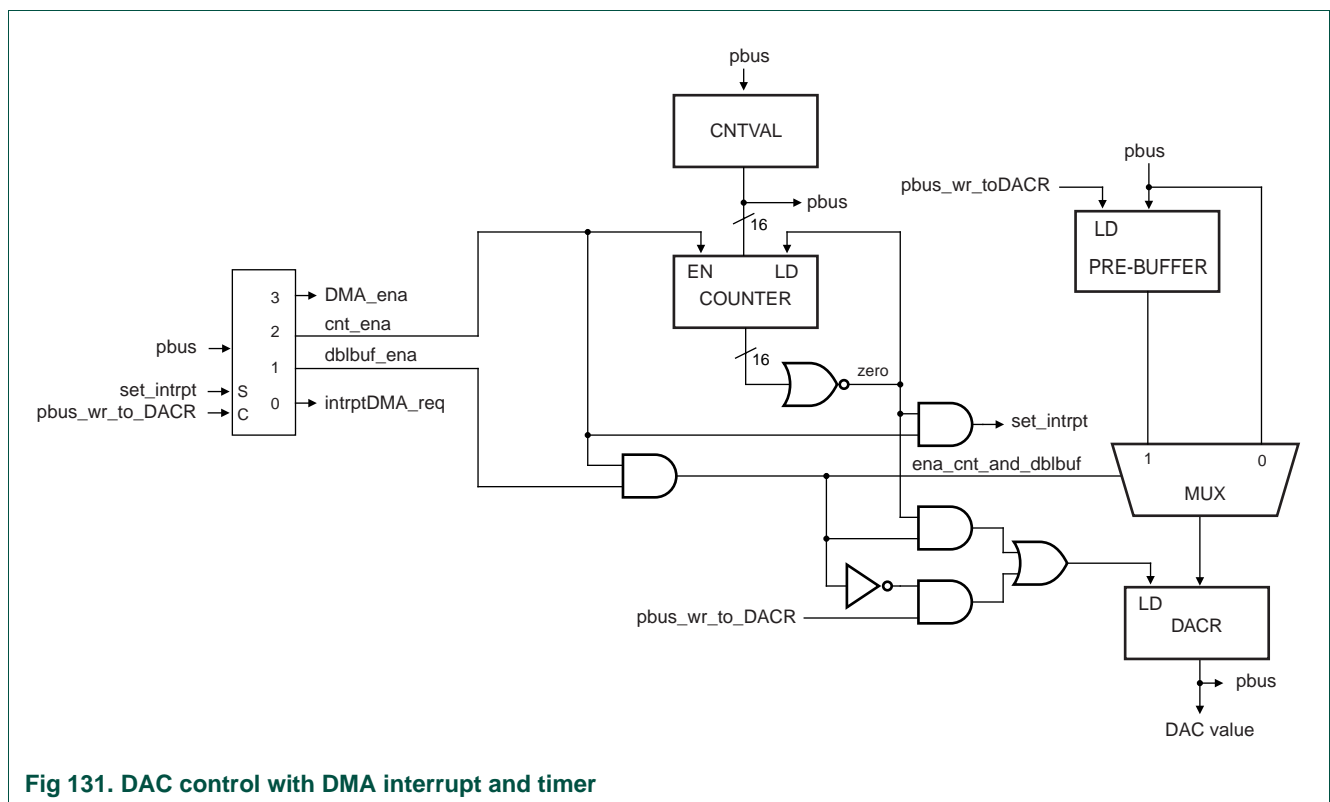 pbus
CNTVAL
pbus
16
pbus
pbus_wr_toDACR
LD
PRE-BUFFER
EN LD
COUNTER
16
zero
3 DMA_ena
2 cnt_ena
pbus
1 dblbuf_ena
set_intrpt S
0 intrptDMA_req
pbus_wr_to_DACR C
set_intrpt
ena_cnt_and_dblbuf
1 0
MUX
pbus_wr_to_DACR
LD
DACR
pbus
DAC value
Fig 131. DAC control with DMA interrupt and timer